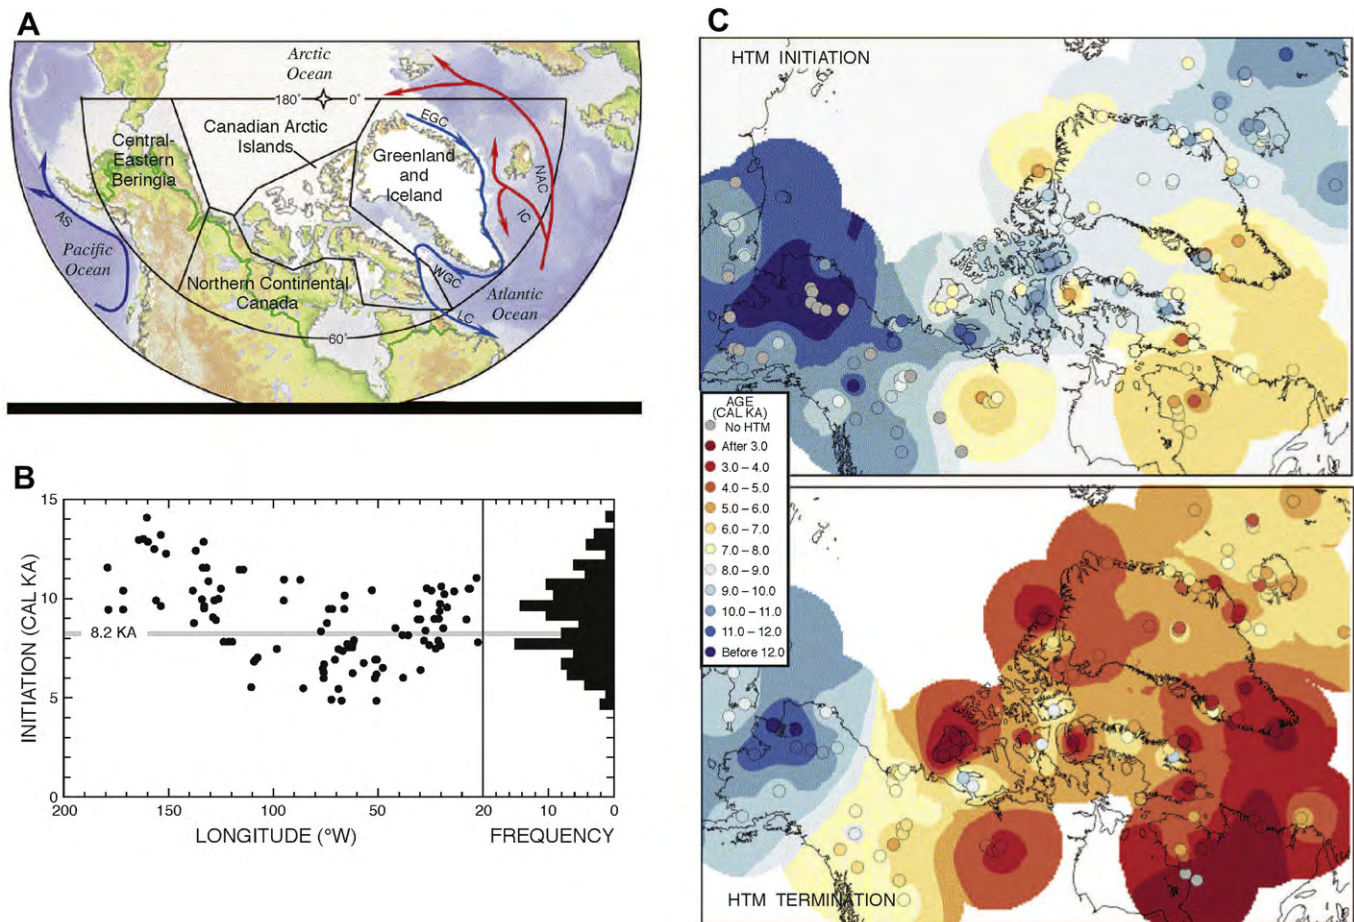 A
Arctic
Ocean
180°
0°
Canadian Arctic
Islands
EGC
Central-
Eastern
Beringia
Greenland
and
Iceland
NAC
IC
AS
Pacific
Ocean
WGC
Northern Continental
Canada
Atlantic
Ocean
LC
60°
B
INITIATION (CAL KA)
15
10
5
0
8.2 KA
200
150
100
50
20
10
0
LONGITUDE (°W)
FREQUENCY
C
HTM INITIATION
AGE
(CAL KA)
No HTM
After 3.0
3.0 – 4.0
4.0 – 5.0
5.0 – 6.0
6.0 – 7.0
7.0 – 8.0
8.0 – 9.0
9.0 – 10.0
10.0 – 11.0
11.0 – 12.0
Before 12.0
HTM TERMINATION